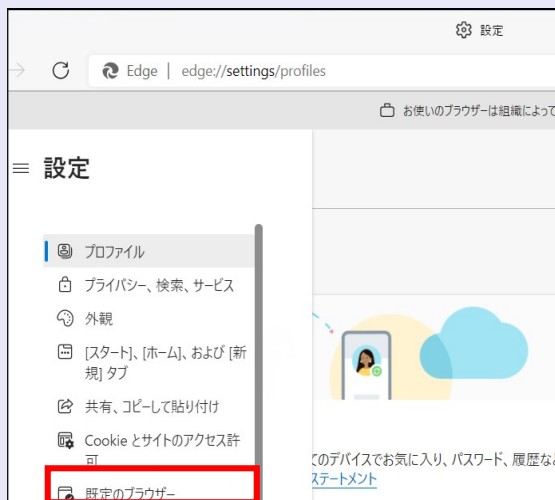 設定
Edge | edge://settings/profiles
お使いのブラウザーは組織によって
設定
プロファイル
プライバシー、検索、サービス
外観
[スタート]、[ホーム]、および [新
規] タブ
共有、コピーして貼り付け
Cookie とサイトのアクセス許
可
てのデバイスでお気に入り、パスワード、履歴な
ステートメント
既定のブラウザー